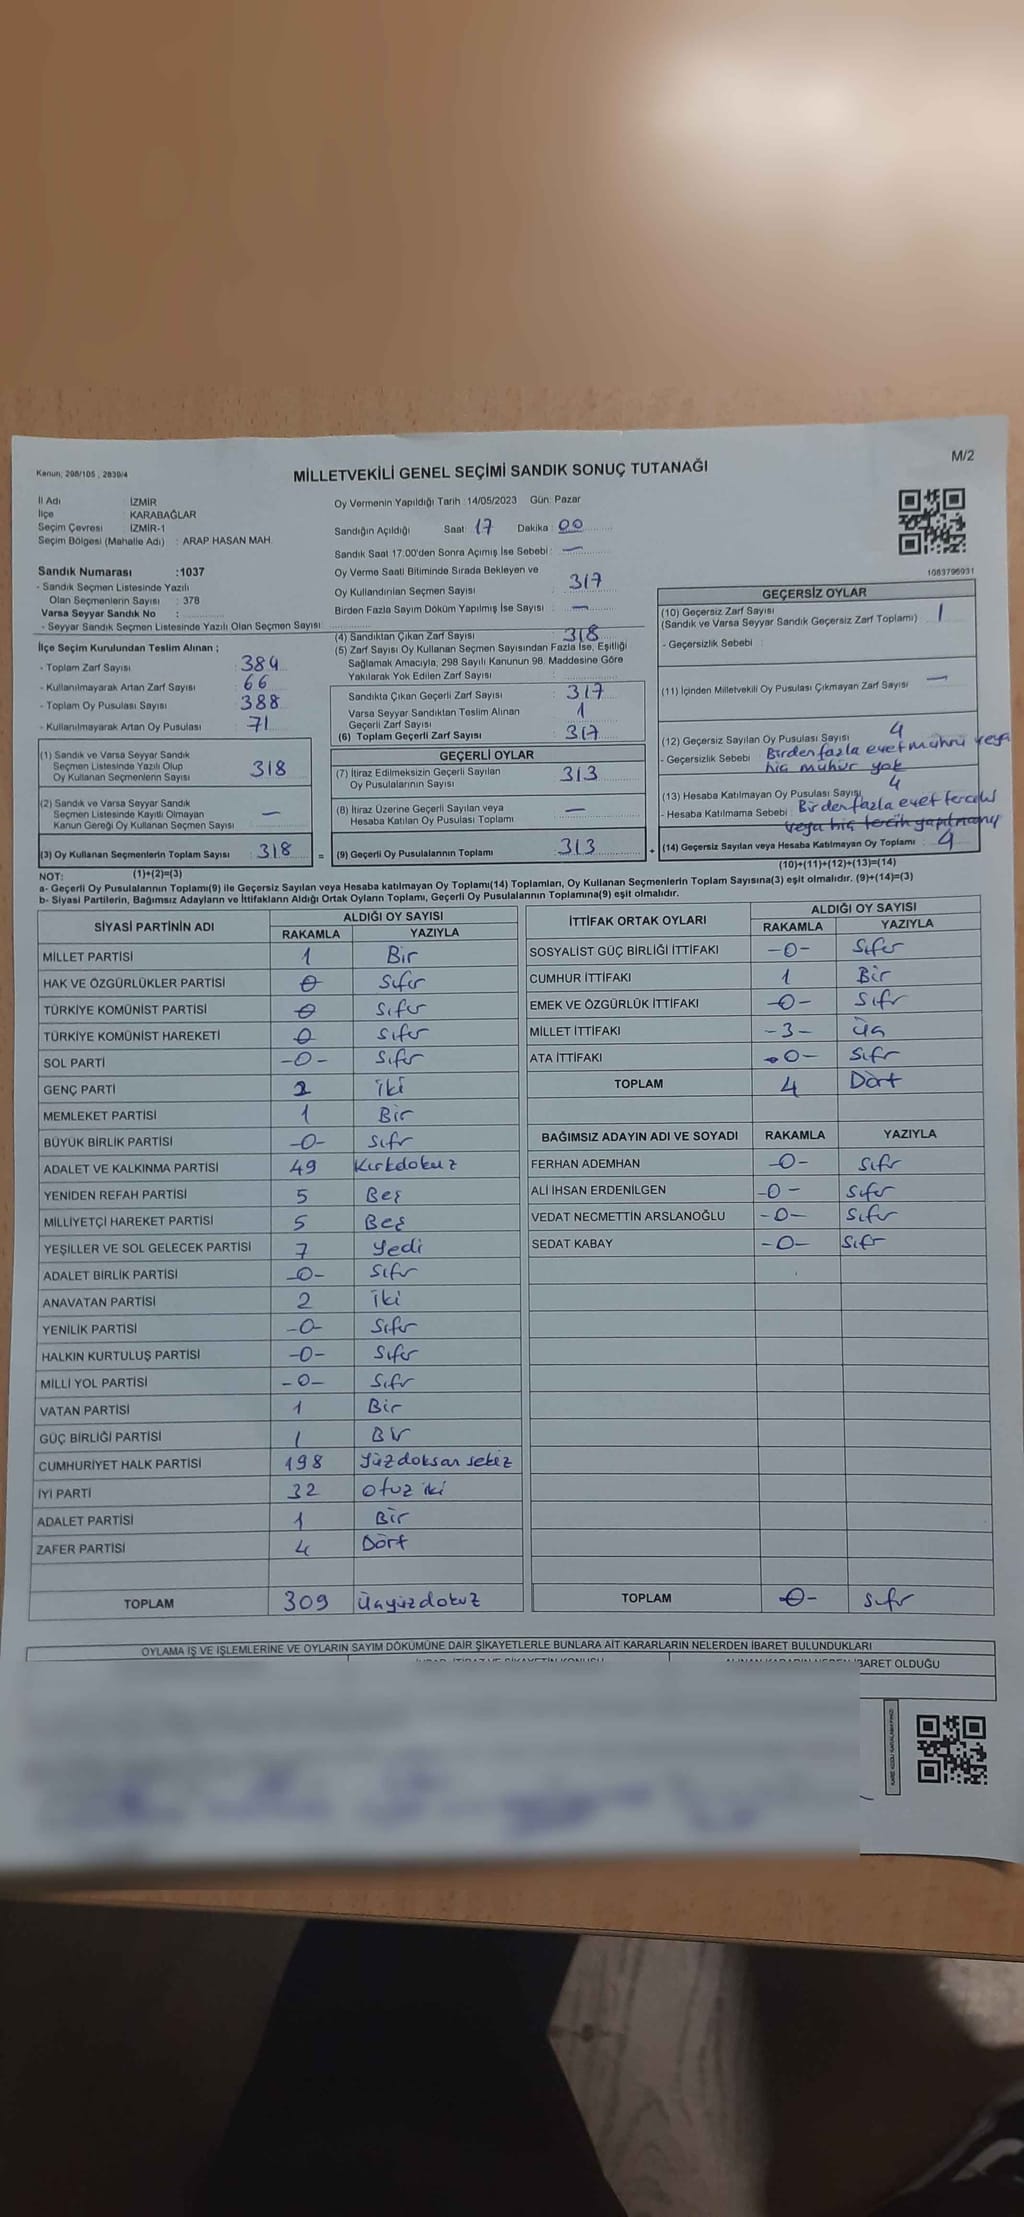 Kanun, 298/105 , 2839/4
M/2
MİLLETVEKİLİ GENEL SEÇİMİ SANDIK SONUÇ TUTANAĞI
İl Adı İZMİR
İlçe KARABAĞLAR
Seçim Çevresi İZMİR-1
Seçim Bölgesi (Mahalle Adı) : ARAP HASAN MAH.
Sandık Numarası :1037
- Sandık Seçmen Listesinde Yazılı
Olan Seçmenlerin Sayısı : 378
Varsa Seyyar Sandık No :
- Seyyar Sandık Seçmen Listesinde Yazılı Olan Seçmen Sayısı :
Oy Vermenin Yapıldığı Tarih :14/05/2023 Gün: Pazar
Sandığın Açıldığı Saat: 17 Dakika: 00
Sandık Saat 17:00'den Sonra Açımış İse Sebebi : —
Oy Verme Saati Bitiminde Sırada Bekleyen ve
Oy Kullandırılan Seçmen Sayısı 317
Birden Fazla Sayım Döküm Yapılmış İse Sayısı : —
1083796931
İlçe Seçim Kurulundan Teslim Alınan ;
- Toplam Zarf Sayısı : 384
- Kullanılmayarak Artan Zarf Sayısı : 66
- Toplam Oy Pusulası Sayısı : 388
- Kullanılmayarak Artan Oy Pusulası : 71
(1) Sandık ve Varsa Seyyar Sandık
Seçmen Listesinde Yazılı Olup
Oy Kullanan Seçmenlerin Sayısı 318
(2) Sandık ve Varsa Seyyar Sandık
Seçmen Listesinde Kayıtlı Olmayan
Kanun Gereği Oy Kullanan Seçmen Sayısı —
(3) Oy Kullanan Seçmenlerin Toplam Sayısı 318 =
(4) Sandıktan Çıkan Zarf Sayısı 318
(5) Zarf Sayısı Oy Kullanan Seçmen Sayısından Fazla İse, Eşitliği
Sağlamak Amacıyla, 298 Sayılı Kanunun 98. Maddesine Göre
Yakılarak Yok Edilen Zarf Sayısı :
Sandıkta Çıkan Geçerli Zarf Sayısı 317
Varsa Seyyar Sandıktan Teslim Alınan
Geçerli Zarf Sayısı 1
(6) Toplam Geçerli Zarf Sayısı 317
GEÇERLİ OYLAR
(7) İtiraz Edilmeksizin Geçerli Sayılan
Oy Pusulalarının Sayısı 313
(8) İtiraz Üzerine Geçerli Sayılan veya
Hesaba Katılan Oy Pusulası Toplamı —
(9) Geçerli Oy Pusulalarının Toplamı 313 +
GEÇERSİZ OYLAR
(10) Geçersiz Zarf Sayısı
(Sandık ve Varsa Seyyar Sandık Geçersiz Zarf Toplamı) 1
- Geçersizlik Sebebi :
(11) İçinden Milletvekili Oy Pusulası Çıkmayan Zarf Sayısı —
(12) Geçersiz Sayılan Oy Pusulası Sayısı 4
- Geçersizlik Sebebi Birden fazla evet mührü veya
hiç mühür yok
(13) Hesaba Katılmayan Oy Pusulası Sayısı 4
- Hesaba Katılmama Sebebi : Birden fazla evet tercihi
veya hiç tercih yapılmamış
(14) Geçersiz Sayılan veya Hesaba Katılmayan Oy Toplamı : 4
(10)+(11)+(12)+(13)=(14)
NOT: (1)+(2)=(3)
a- Geçerli Oy Pusulalarının Toplamı(9) ile Geçersiz Sayılan veya Hesaba katılmayan Oy Toplamı(14) Toplamları, Oy Kullanan Seçmenlerin Toplam Sayısına(3) eşit olmalıdır. (9)+(14)=(3)
b- Siyasi Partilerin, Bağımsız Adayların ve İttifakların Aldığı Ortak Oyların Toplamı, Geçerli Oy Pusulalarının Toplamına(9) eşit olmalıdır.
SİYASİ PARTİNİN ADI ALDIĞI OY SAYISI
RAKAMLA YAZIYLA
MİLLET PARTİSİ 1 Bir
HAK VE ÖZGÜRLÜKLER PARTİSİ 0 Sıfır
TÜRKİYE KOMÜNİST PARTİSİ 0 Sıfır
TÜRKİYE KOMÜNİST HAREKETİ 0 Sıfır
SOL PARTİ -0- Sıfır
GENÇ PARTİ 2 iki
MEMLEKET PARTİSİ 1 Bir
BÜYÜK BİRLİK PARTİSİ -0- Sıfır
ADALET VE KALKINMA PARTİSİ 49 Kırkdokuz
YENİDEN REFAH PARTİSİ 5 Beş
MİLLİYETÇİ HAREKET PARTİSİ 5 Beş
YEŞİLLER VE SOL GELECEK PARTİSİ 7 Yedi
ADALET BİRLİK PARTİSİ -0- Sıfır
ANAVATAN PARTİSİ 2 iki
YENİLİK PARTİSİ -0- Sıfır
HALKIN KURTULUŞ PARTİSİ -0- Sıfır
MİLLİ YOL PARTİSİ -0- Sıfır
VATAN PARTİSİ 1 Bir
GÜÇ BİRLİĞİ PARTİSİ 1 Bir
CUMHURİYET HALK PARTİSİ 198 Yüzdoksan sekiz
İYİ PARTİ 32 otuz iki
ADALET PARTİSİ 1 Bir
ZAFER PARTİSİ 4 Dört
TOPLAM 309 Üçyüzdokuz
İTTİFAK ORTAK OYLARI ALDIĞI OY SAYISI
RAKAMLA YAZIYLA
SOSYALİST GÜÇ BİRLİĞİ İTTİFAKI -0- Sıfır
CUMHUR İTTİFAKI 1 Bir
EMEK VE ÖZGÜRLÜK İTTİFAKI -0- Sıfır
MİLLET İTTİFAKI -3- Üç
ATA İTTİFAKI -0- Sıfır
TOPLAM 4 Dört
BAĞIMSIZ ADAYIN ADI VE SOYADI RAKAMLA YAZIYLA
FERHAN ADEMHAN -0- Sıfır
ALİ İHSAN ERDENİLGEN -0- Sıfır
VEDAT NECMETTİN ARSLANOĞLU -0- Sıfır
SEDAT KABAY -0- Sıfır
TOPLAM -0- Sıfır
OYLAMA İŞ VE İŞLEMLERİNE VE OYLARIN SAYIM DÖKÜMÜNE DAİR ŞİKAYETLERLE BUNLARA AİT KARARLARIN NELERDEN İBARET BULUNDUKLARI
İBARET OLDUĞU